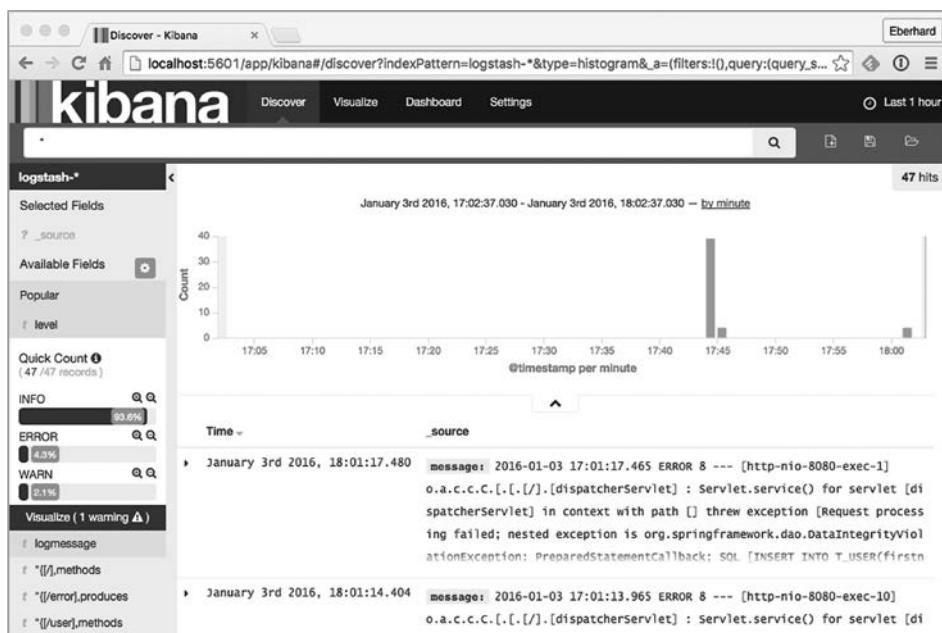 Discover - Kibana
Eberhard
localhost:5601/app/kibana#/discover?indexPattern=logstash-*&type=histogram&_a=(filters:!(),query:(query_s...
kibana
Discover Visualize Dashboard Settings Last 1 hour
*
logstash-*
47 hits
Selected Fields
? _source
Available Fields
Popular
t level
Quick Count
( 47 /47 records )
INFO
93.6%
ERROR
4.3%
WARN
2.1%
Visualize ( 1 warning )
t logmessage
t "{[/],methods
t "{[/error],produces
t "{[/user],methods
January 3rd 2016, 17:02:37.030 - January 3rd 2016, 18:02:37.030 — by minute
Count
40
30
20
10
0
17:05 17:10 17:15 17:20 17:25 17:30 17:35 17:40 17:45 17:50 17:55 18:00
@timestamp per minute
Time _source
January 3rd 2016, 18:01:17.480
message: 2016-01-03 17:01:17.465 ERROR 8 --- [http-nio-8080-exec-1]
o.a.c.c.C.[.[.[/].[dispatcherServlet] : Servlet.service() for servlet [di
spatcherServlet] in context with path [] threw exception [Request process
ing failed; nested exception is org.springframework.dao.DataIntegrityViol
ationException: PreparedStatementCallback; SQL [INSERT INTO T_USER(firstn
January 3rd 2016, 18:01:14.404
message: 2016-01-03 17:01:13.965 ERROR 8 --- [http-nio-8080-exec-10]
o.a.c.c.C.[.[.[/].[dispatcherServlet] : Servlet.service() for servlet [di